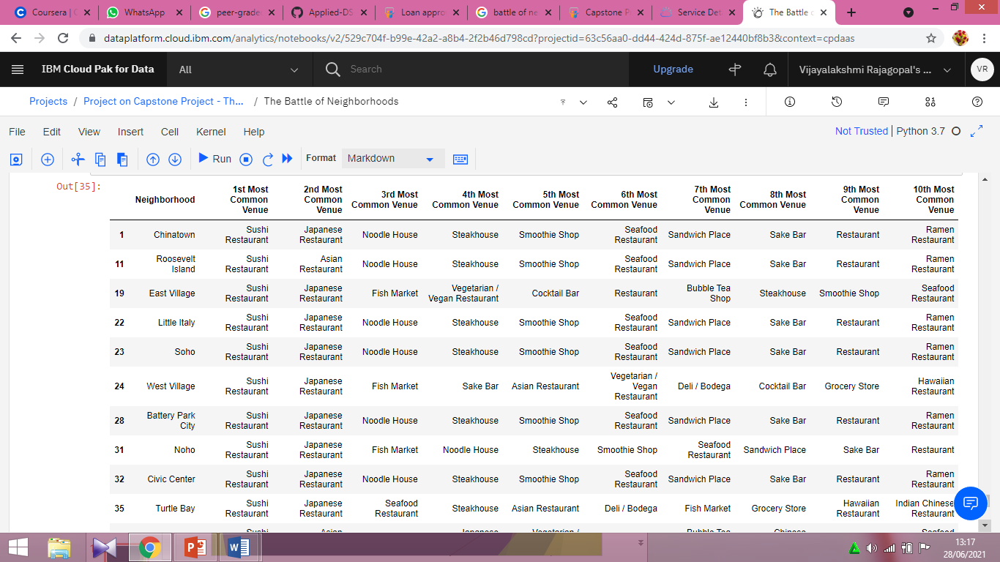 Coursera | C
WhatsApp
peer-grade
Applied-DS
Loan appro
battle of ne
Capstone P
Service Det
The Battle o
dataplatform.cloud.ibm.com/analytics/notebooks/v2/529c704f-b99e-42a2-a8b4-2f2b46d798cd?projectid=63c56aa0-dd44-424d-875f-ae12440bf8b3&context=cpdaas
IBM Cloud Pak for Data
All
Search
Upgrade
Vijayalakshmi Rajagopal's ...
VR
Projects / Project on Capstone Project - Th... / The Battle of Neighborhoods
File Edit View Insert Cell Kernel Help
Not Trusted | Python 3.7
Run
Format
Markdown
Out[35]:
Neighborhood 1st Most Common Venue 2nd Most Common Venue 3rd Most Common Venue 4th Most Common Venue 5th Most Common Venue 6th Most Common Venue 7th Most Common Venue 8th Most Common Venue 9th Most Common Venue 10th Most Common Venue
1 Chinatown Sushi Restaurant Japanese Restaurant Noodle House Steakhouse Smoothie Shop Seafood Restaurant Sandwich Place Sake Bar Restaurant Ramen Restaurant
11 Roosevelt Island Sushi Restaurant Asian Restaurant Noodle House Steakhouse Smoothie Shop Seafood Restaurant Sandwich Place Sake Bar Restaurant Ramen Restaurant
19 East Village Sushi Restaurant Japanese Restaurant Fish Market Vegetarian / Vegan Restaurant Cocktail Bar Restaurant Bubble Tea Shop Steakhouse Smoothie Shop Seafood Restaurant
22 Little Italy Sushi Restaurant Japanese Restaurant Noodle House Steakhouse Smoothie Shop Seafood Restaurant Sandwich Place Sake Bar Restaurant Ramen Restaurant
23 Soho Sushi Restaurant Japanese Restaurant Noodle House Steakhouse Smoothie Shop Seafood Restaurant Sandwich Place Sake Bar Restaurant Ramen Restaurant
24 West Village Sushi Restaurant Japanese Restaurant Fish Market Sake Bar Asian Restaurant Vegetarian / Vegan Restaurant Deli / Bodega Cocktail Bar Grocery Store Hawaiian Restaurant
28 Battery Park City Sushi Restaurant Japanese Restaurant Noodle House Steakhouse Smoothie Shop Seafood Restaurant Sandwich Place Sake Bar Restaurant Ramen Restaurant
31 Noho Sushi Restaurant Japanese Restaurant Fish Market Noodle House Steakhouse Smoothie Shop Seafood Restaurant Sandwich Place Sake Bar Restaurant
32 Civic Center Sushi Restaurant Japanese Restaurant Noodle House Steakhouse Smoothie Shop Seafood Restaurant Sandwich Place Sake Bar Restaurant Ramen Restaurant
35 Turtle Bay Sushi Restaurant Japanese Restaurant Seafood Restaurant Steakhouse Asian Restaurant Deli / Bodega Fish Market Grocery Store Hawaiian Restaurant Indian Chinese Restaurant
Sushi Asian Japanese Vegetarian / Bubble Tea Chinese Seafood
13:17
28/06/2021